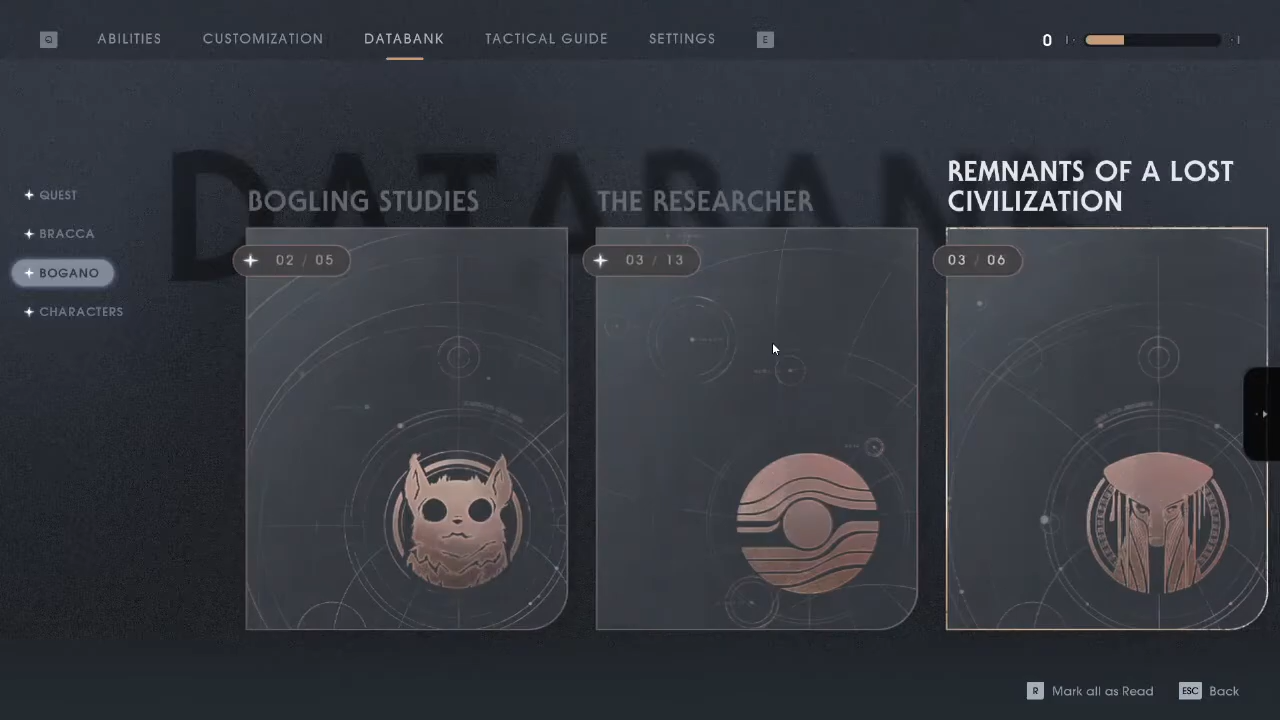 Q ABILITIES CUSTOMIZATION DATABANK TACTICAL GUIDE SETTINGS E 0
DATABANK
QUEST
BRACCA
BOGANO
CHARACTERS
BOGLING STUDIES
02 / 05
THE RESEARCHER
03 / 13
REMNANTS OF A LOST
CIVILIZATION
03 / 06
R Mark all as Read ESC Back